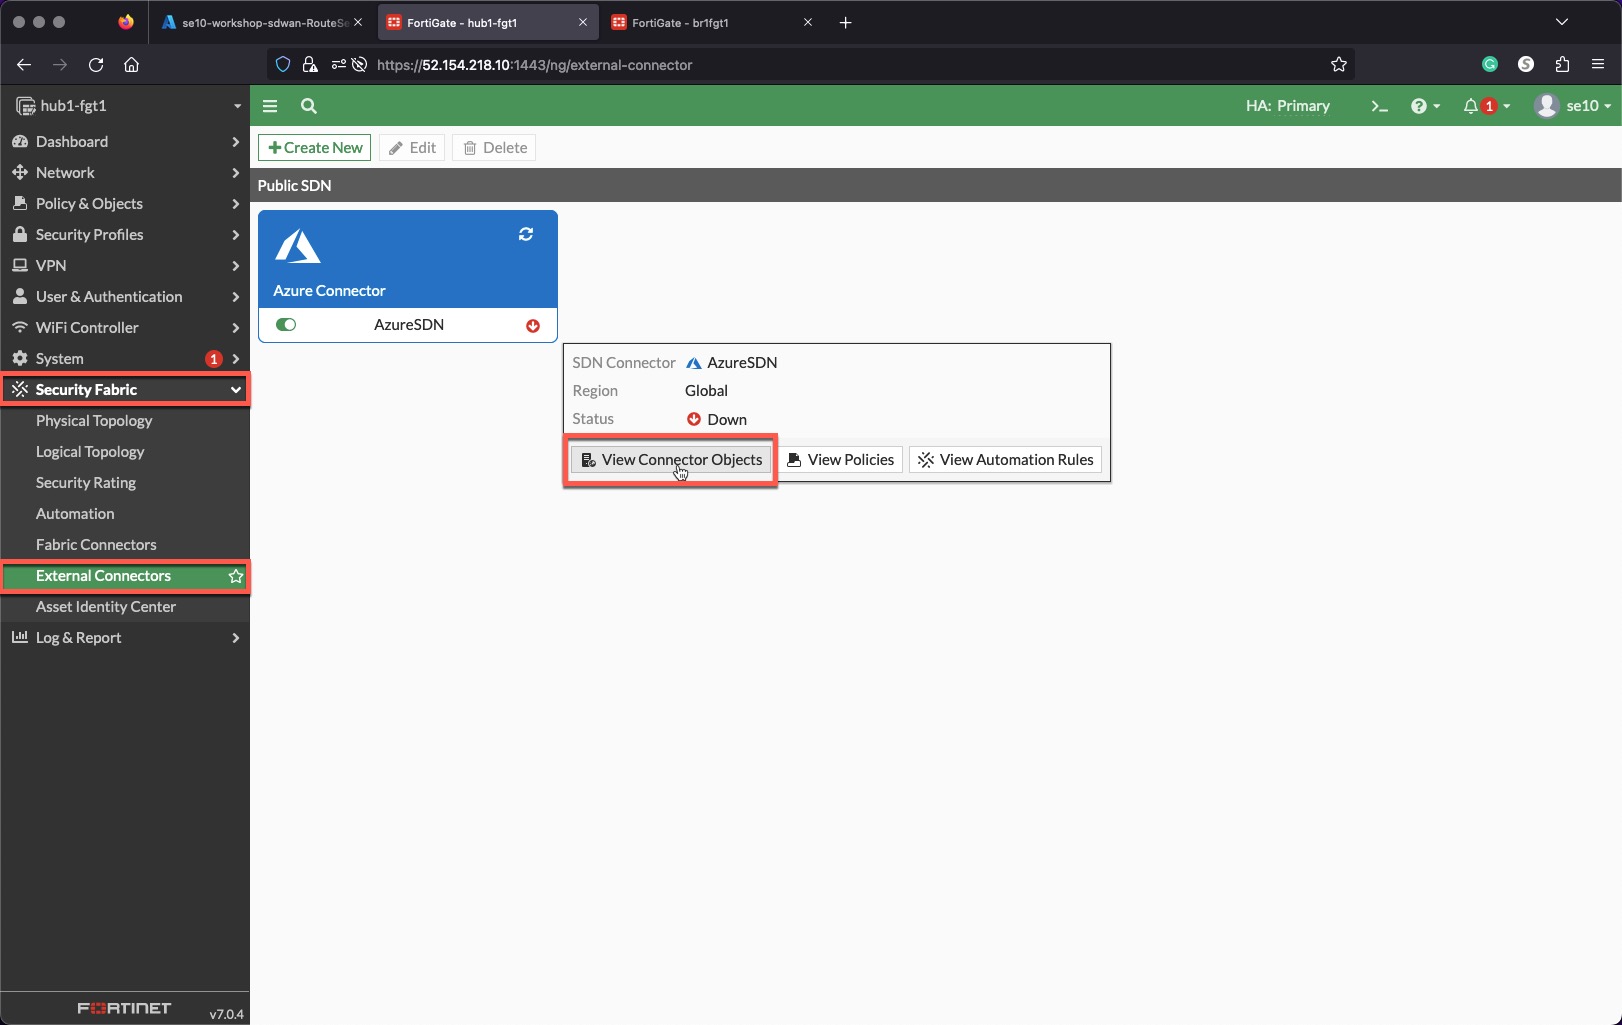 se10-workshop-sdwan-RouteSe
FortiGate - hub1-fgt1
FortiGate - br1fgt1
https://52.154.218.10:1443/ng/external-connector
hub1-fgt1
HA: Primary
1
se10
Dashboard
Network
Policy & Objects
Security Profiles
VPN
User & Authentication
WiFi Controller
System 1
Security Fabric
Physical Topology
Logical Topology
Security Rating
Automation
Fabric Connectors
External Connectors
Asset Identity Center
Log & Report
FORTINET
v7.0.4
Create New
Edit
Delete
Public SDN
Azure Connector
AzureSDN
SDN Connector AzureSDN
Region Global
Status Down
View Connector Objects
View Policies
View Automation Rules